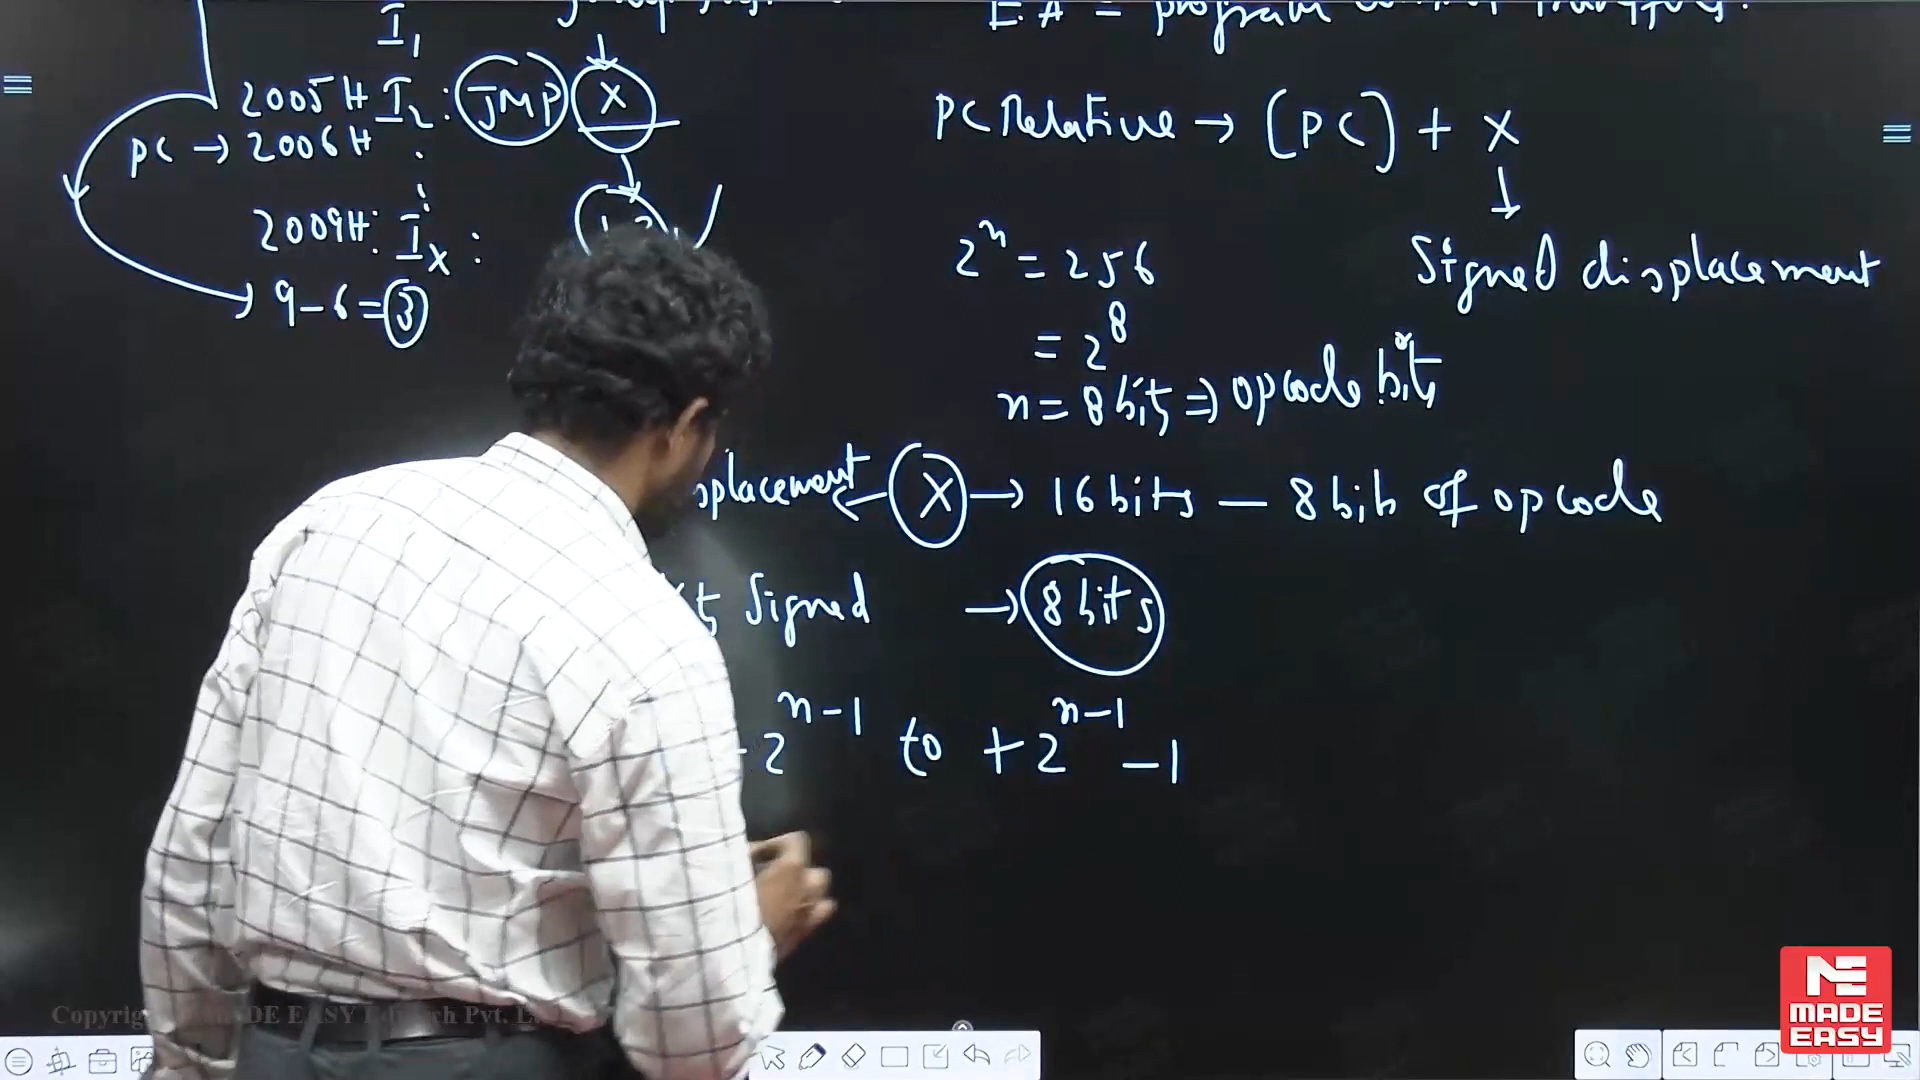 I1
E.A = program
2005H I2 : JMP X
PC → 2006H
2009H: IX :
9 - 6 = 3
PC Relative → [PC] + X
Signed displacement
2^n = 256
= 2^8
n = 8 bits ⇒ opcode bits
X → 16 bits - 8 bits of opcode
Signed → 8 bits
- 2^n-1 to + 2^n-1 - 1
MADE EASY